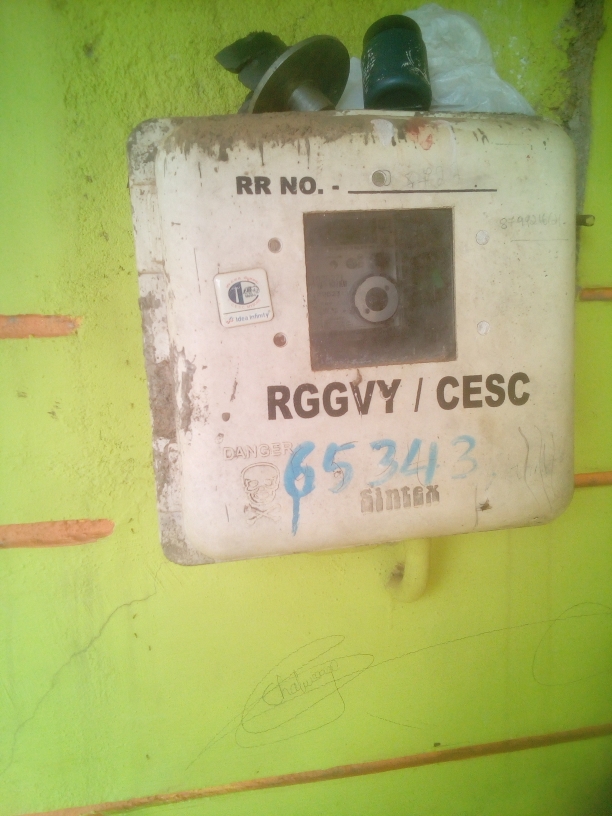 RR NO. -
RGGVY / CESC
DANGER
65343
Sintex